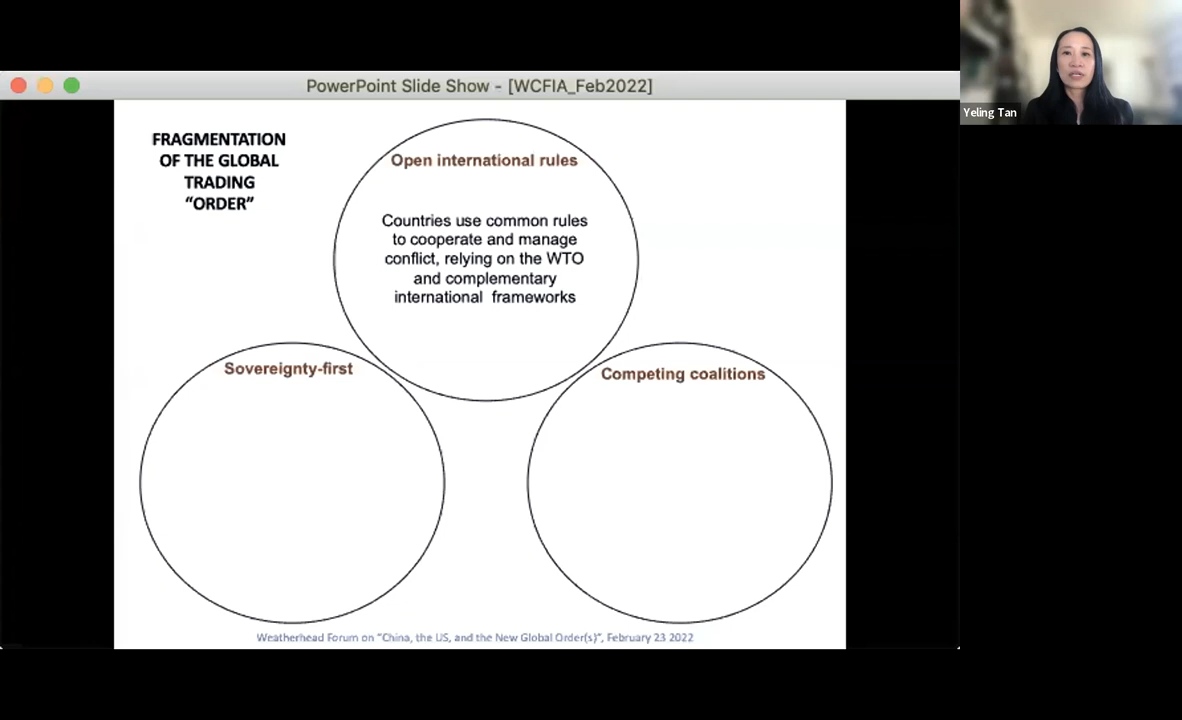 PowerPoint Slide Show - [WCFIA_Feb2022]
Yeling Tan
FRAGMENTATION
OF THE GLOBAL
TRADING
“ORDER”
Open international rules
Countries use common rules
to cooperate and manage
conflict, relying on the WTO
and complementary
international frameworks
Sovereignty-first
Competing coalitions
Weatherhead Forum on “China, the US, and the New Global Order(s)”, February 23 2022